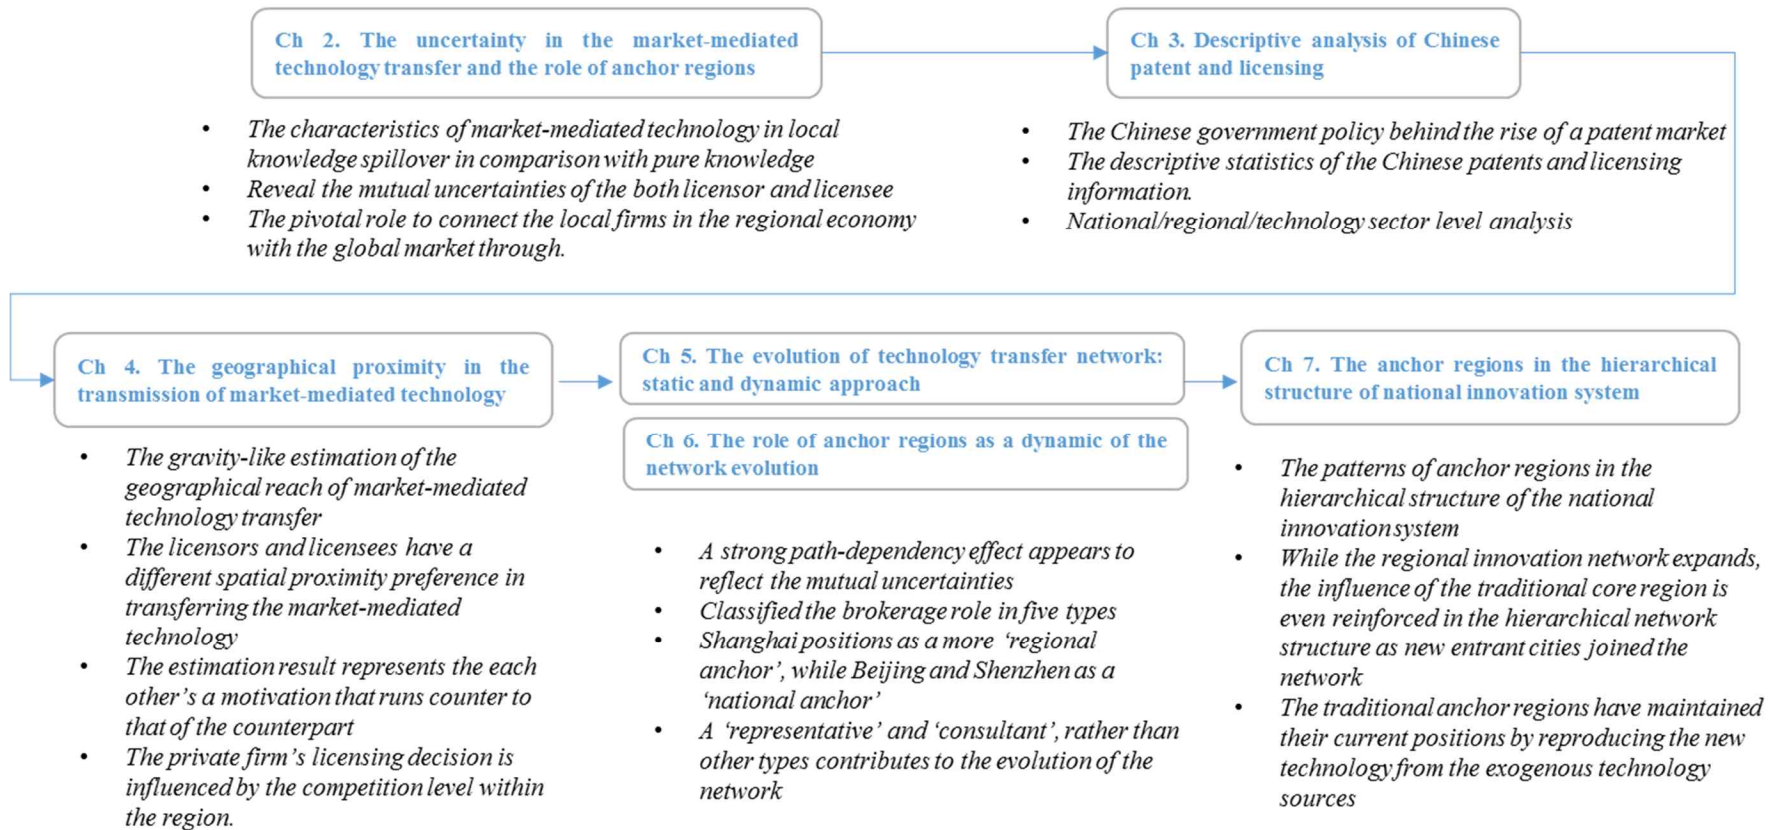 Ch 2. The uncertainty in the market-mediated
technology transfer and the role of anchor regions
Ch 3. Descriptive analysis of Chinese
patent and licensing
• The characteristics of market-mediated technology in local
knowledge spillover in comparison with pure knowledge
• Reveal the mutual uncertainties of the both licensor and licensee
• The pivotal role to connect the local firms in the regional economy
with the global market through.
• The Chinese government policy behind the rise of a patent market
• The descriptive statistics of the Chinese patents and licensing
information.
• National/regional/technology sector level analysis
Ch 4. The geographical proximity in the
transmission of market-mediated technology
• The gravity-like estimation of the
geographical reach of market-mediated
technology transfer
• The licensors and licensees have a
different spatial proximity preference in
transferring the market-mediated
technology
• The estimation result represents the each
other's a motivation that runs counter to
that of the counterpart
• The private firm's licensing decision is
influenced by the competition level within
the region.
Ch 5. The evolution of technology transfer network:
static and dynamic approach
Ch 6. The role of anchor regions as a dynamic of the
network evolution
• A strong path-dependency effect appears to
reflect the mutual uncertainties
• Classified the brokerage role in five types
• Shanghai positions as a more ‘regional
anchor’, while Beijing and Shenzhen as a
‘national anchor’
• A ‘representative’ and ‘consultant’, rather than
other types contributes to the evolution of the
network
Ch 7. The anchor regions in the hierarchical
structure of national innovation system
• The patterns of anchor regions in the
hierarchical structure of the national
innovation system
• While the regional innovation network expands,
the influence of the traditional core region is
even reinforced in the hierarchical network
structure as new entrant cities joined the
network
• The traditional anchor regions have maintained
their current positions by reproducing the new
technology from the exogenous technology
sources